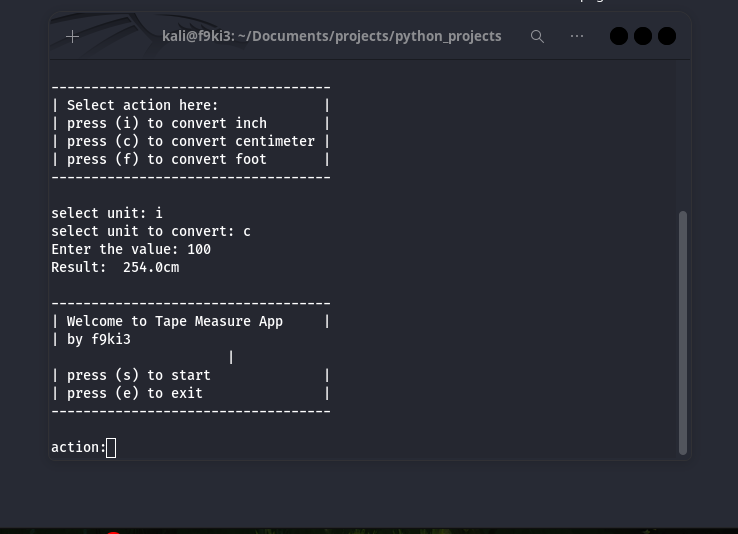 kali@f9ki3: ~/Documents/projects/python_projects
-----------------------------------
| Select action here:             |
| press (i) to convert inch       |
| press (c) to convert centimeter |
| press (f) to convert foot       |
-----------------------------------
select unit: i
select unit to convert: c
Enter the value: 100
Result:  254.0cm
-----------------------------------
| Welcome to Tape Measure App     |
| by f9ki3
                      |
| press (s) to start              |
| press (e) to exit               |
-----------------------------------
action: